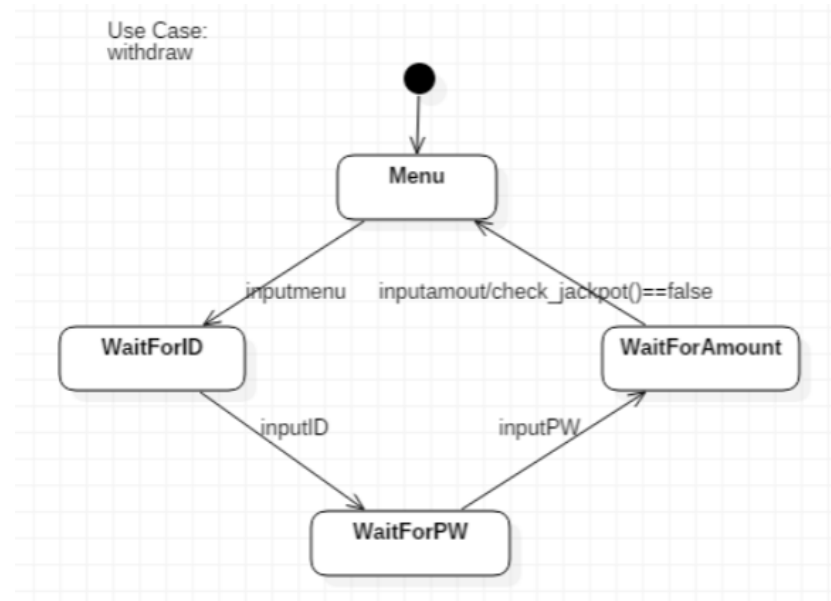 Use Case:
withdraw
Menu
inputmenu
inputamout/check_jackpot()==false
WaitForID
WaitForAmount
inputID
inputPW
WaitForPW